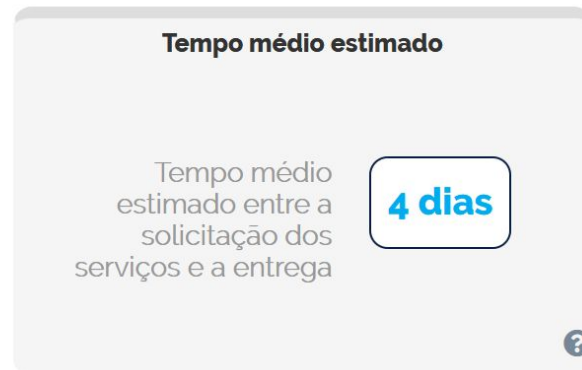 Tempo médio estimado
Tempo médio
estimado entre a
solicitação dos
serviços e a entrega
4 dias
?